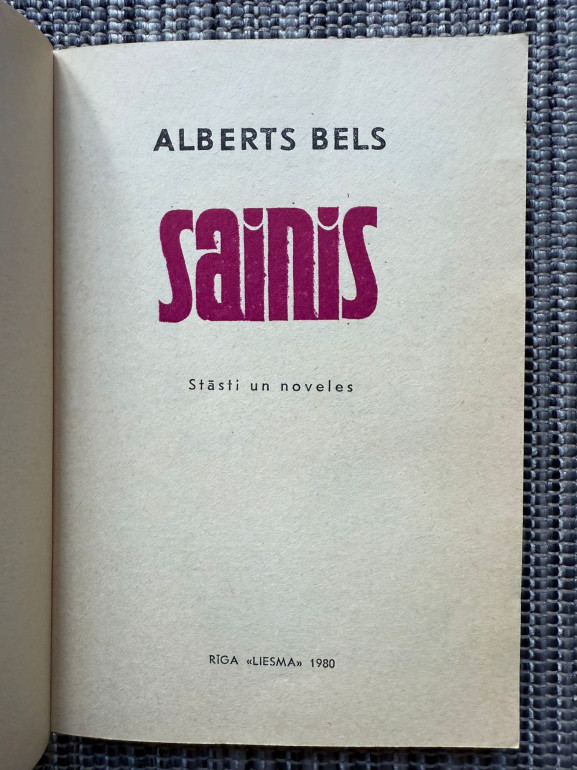 ALBERTS BELS
sainis
Stāsti un noveles
RĪGA «LIESMA» 1980